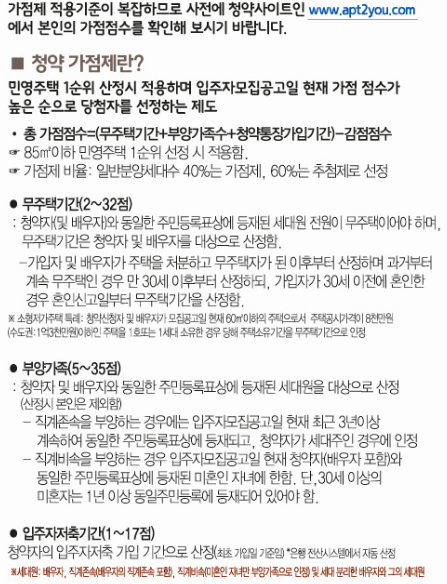 가점제 적용기준이 복잡하므로 사전에 청약사이트인 www.apt2you.com
에서 본인의 가점점수를 확인해 보시기 바랍니다.
■ 청약 가점제란?
민영주택 1순위 산정시 적용하며 입주자모집공고일 현재 가점 점수가
높은 순으로 당첨자를 선정하는 제도
• 총 가점점수=(무주택기간+부양가족수+청약통장가입기간)-감점점수
☞ 85㎡이하 민영주택 1순위 선정 시 적용함.
☞ 가점제 비율: 일반분양세대수 40%는 가점제, 60%는 추첨제로 선정
● 무주택기간(2~32점)
: 청약자(및 배우자)와 동일한 주민등록표상에 등재된 세대원 전원이 무주택이어야 하며,
무주택기간은 청약자 및 배우자를 대상으로 산정함.
-가입자 및 배우자가 주택을 처분하고 무주택자가 된 이후부터 산정하며 과거부터
계속 무주택인 경우 만 30세 이후부터 산정하되, 가입자가 30세 이전에 혼인한
경우 혼인신고일부터 무주택기간을 산정함.
※ 소형저가주택 특례: 청약신청자 및 배우자가 모집공고일 현재 60㎡이하의 주택으로서 주택공시가격이 8천만원
(수도권:1억3천만원)이하인 주택을 1호또는 1세대 소유한 경우 당해 주택소유기간을 무주택기간으로 인정
● 부양가족(5~35점)
: 청약자 및 배우자와 동일한 주민등록표상에 등재된 세대원을 대상으로 산정
(산정시 본인은 제외함)
- 직계존속을 부양하는 경우에는 입주자모집공고일 현재 최근 3년이상
계속하여 동일한 주민등록표상에 등재되고, 청약자가 세대주인 경우에 인정
- 직계비속을 부양하는 경우 입주자모집공고일 현재 청약자(배우자 포함)와
동일한 주민등록표상에 등재된 미혼인 자녀에 한함. 단,30세 이상의
미혼자는 1년 이상 동일주민등록에 등재되어 있어야 함.
● 입주자저축기간(1~17점)
청약자의 입주자저축 가입 기간으로 산정(최초 가입일 기준임) *은행 전산시스템에서 자동 산정
※세대원: 배우자, 직계존속(배우자의 직계존속 포함), 직계비속(미혼인 자녀만 부양가족으로 인정) 및 세대 분리한 배우자와 그의 세대원